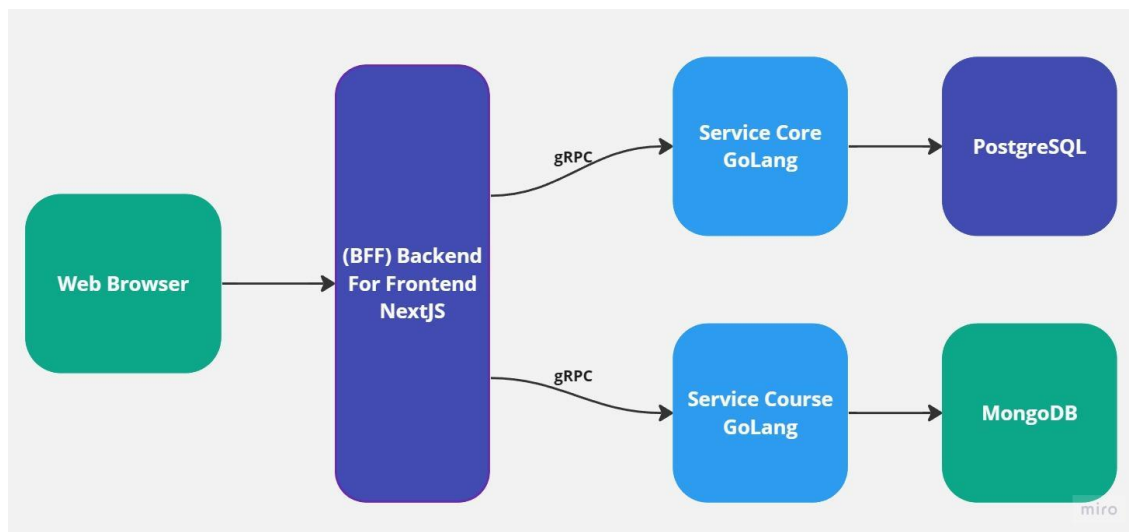 Web Browser
(BFF) Backend
For Frontend
NextJS
gRPC
Service Core
GoLang
PostgreSQL
gRPC
Service Course
GoLang
MongoDB
miro